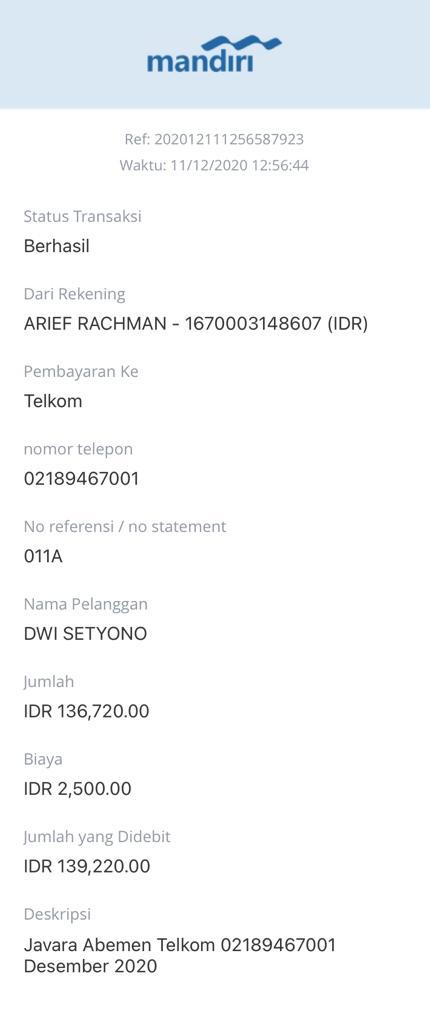 mandiri
Ref: 202012111256587923
Waktu: 11/12/2020 12:56:44
Status Transaksi
Berhasil
Dari Rekening
ARIEF RACHMAN - 1670003148607 (IDR)
Pembayaran Ke
Telkom
nomor telepon
02189467001
No referensi / no statement
011A
Nama Pelanggan
DWI SETYONO
Jumlah
IDR 136,720.00
Biaya
IDR 2,500.00
Jumlah yang Didebit
IDR 139,220.00
Deskripsi
Javara Abemen Telkom 02189467001
Desember 2020